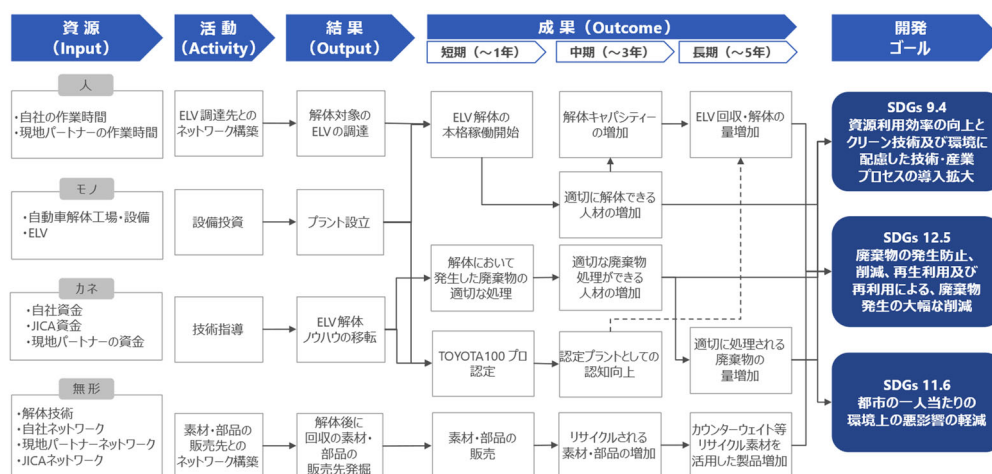 資 源
（Input）
活 動
（Activity）
結 果
（Output）
成 果 （Outcome）
短期（～1年）
中期（～3年）
長期（～5年）
開発
ゴール
人
・自社の作業時間
・現地パートナーの作業時間
モノ
・自動車解体工場・設備
・ELV
カネ
・自社資金
・JICA資金
・現地パートナーの資金
無形
・解体技術
・自社ネットワーク
・現地パートナーネットワーク
・JICAネットワーク
ELV調達先との
ネットワーク構築
設備投資
技術指導
素材・部品の
販売先との
ネットワーク構築
解体対象の
ELVの調達
プラント設立
ELV解体
ノウハウの移転
解体後に
回収の素材・
部品の
販売先発掘
ELV解体の
本格稼働開始
解体において
発生した廃棄物の
適切な処理
TOYOTA100プロ
認定
素材・部品の
販売
解体キャパシティー
の増加
適切に解体できる
人材の増加
適切な廃棄物
処理ができる
人材の増加
認定プラントとしての
認知向上
リサイクルされる
素材・部品の増加
ELV回収・解体の
量増加
適切に処理される
廃棄物の
量増加
カウンターウェイト等
リサイクル素材を
活用した製品増加
SDGs 9.4
資源利用効率の向上と
クリーン技術及び環境に
配慮した技術・産業
プロセスの導入拡大
SDGs 12.5
廃棄物の発生防止、
削減、再生利用及び
再利用による、廃棄物
発生の大幅な削減
SDGs 11.6
都市の一人当たりの
環境上の悪影響の軽減